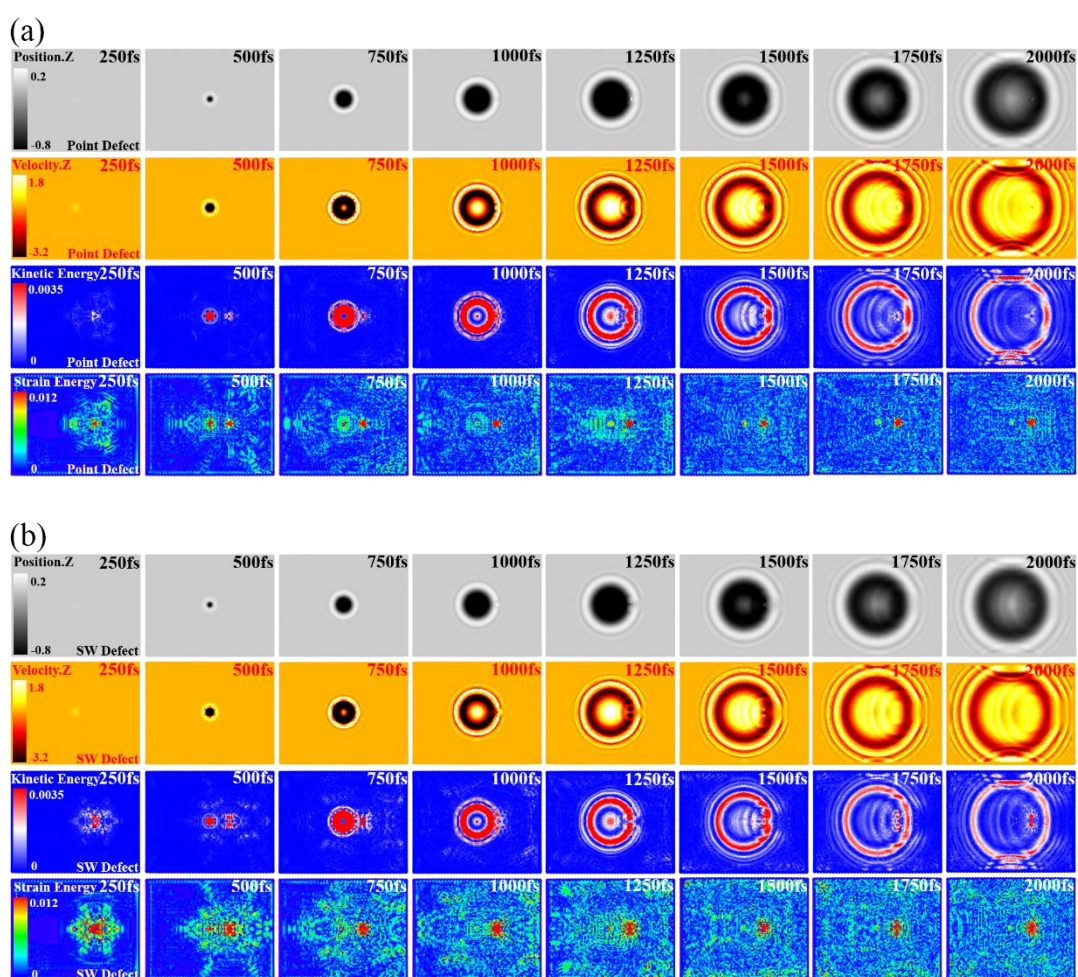 (a)
Position.Z 250fs 500fs 750fs 1000fs 1250fs 1500fs 1750fs 2000fs
0.2
-0.8
Point Defect
Velocity.Z 250fs 500fs 750fs 1000fs 1250fs 1500fs 1750fs 2000fs
1.8
-3.2
Point Defect
Kinetic Energy 250fs 500fs 750fs 1000fs 1250fs 1500fs 1750fs 2000fs
0.0035
0
Point Defect
Strain Energy 250fs 500fs 750fs 1000fs 1250fs 1500fs 1750fs 2000fs
0.012
0
Point Defect
(b)
Position.Z 250fs 500fs 750fs 1000fs 1250fs 1500fs 1750fs 2000fs
0.2
-0.8
SW Defect
Velocity.Z 250fs 500fs 750fs 1000fs 1250fs 1500fs 1750fs 2000fs
1.8
-3.2
SW Defect
Kinetic Energy 250fs 500fs 750fs 1000fs 1250fs 1500fs 1750fs 2000fs
0.0035
0
SW Defect
Strain Energy 250fs 500fs 750fs 1000fs 1250fs 1500fs 1750fs 2000fs
0.012
0
SW Defect